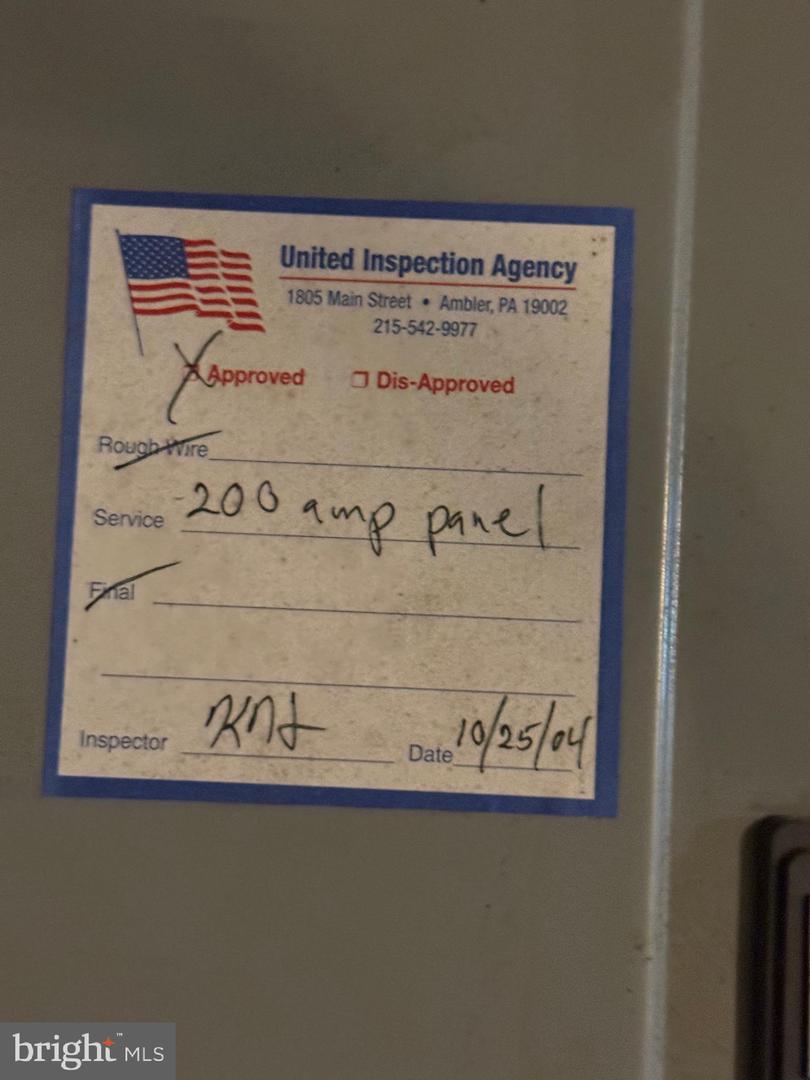 United Inspection Agency
1805 Main Street • Ambler, PA 19002
215-542-9977
Approved Dis-Approved
Rough Wire
Service 200 amp panel
Final
Inspector Date 10/25/04
bright™ MLS